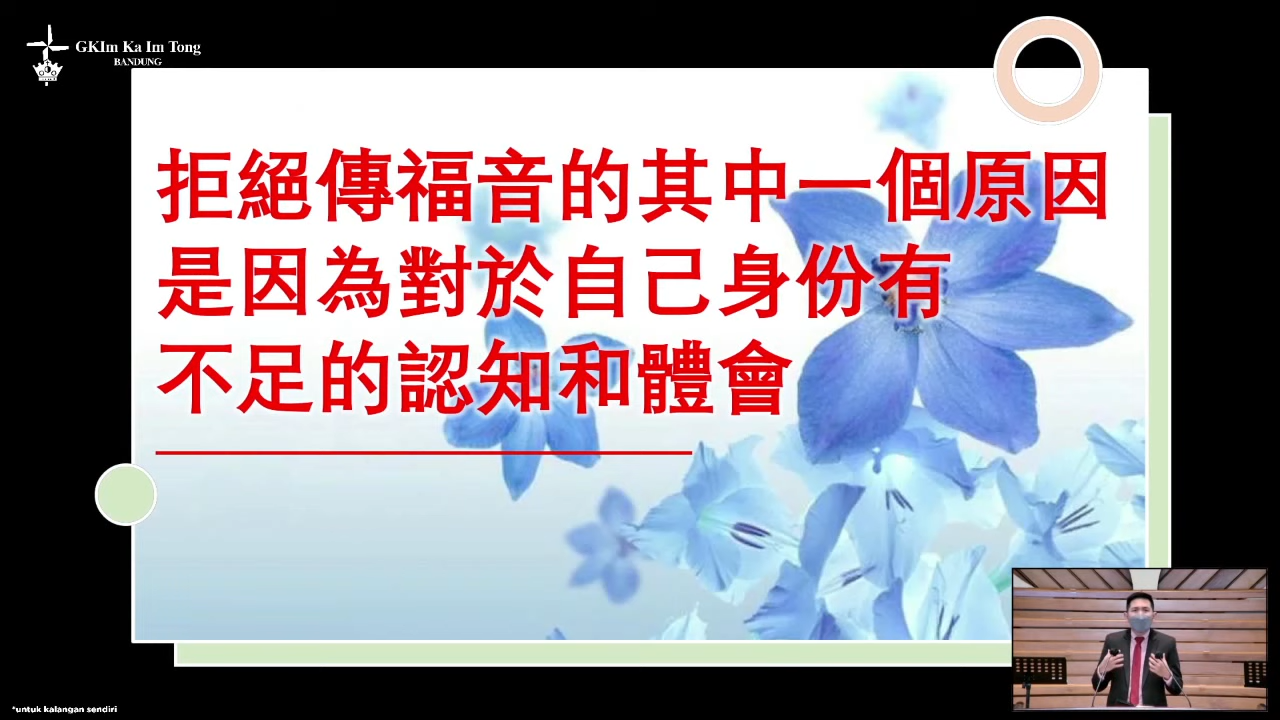 GKIm Ka Im Tong
BANDUNG
拒絕傳福音的其中一個原因
是因為對於自己身份有
不足的認知和體會
*untuk kalangan sendiri